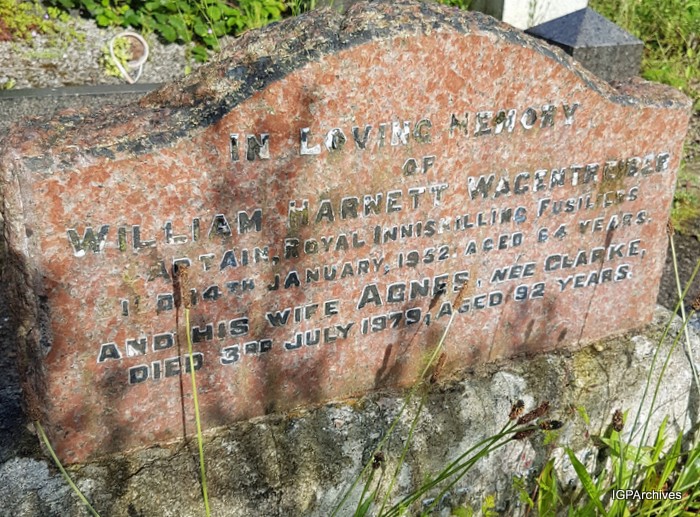 IN LOVING MEMORY
OF
WILLIAM HARNETT WAGENTREIBER
CAPTAIN, ROYAL INNISKILLING FUSILIERS
DIED 14TH JANUARY, 1952. AGED 64 YEARS.
AND HIS WIFE AGNES, NÉE CLARKE,
DIED 3RD JULY 1979, AGED 92 YEARS.
IGPArchives